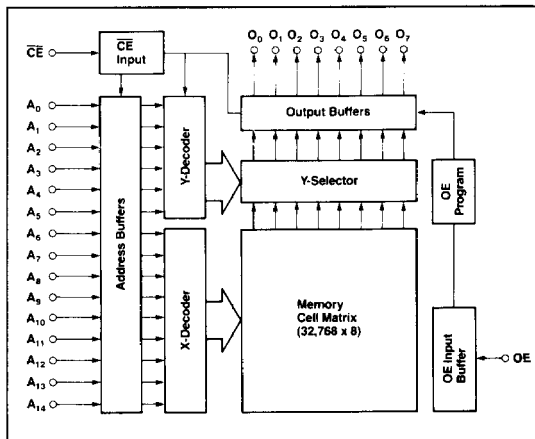 O0 O1 O2 O3 O4 O5 O6 O7
CE
CE
Input
Output Buffers
A0
A1
A2
A3
A4
A5
A6
A7
A8
A9
A10
A11
A12
A13
A14
Address Buffers
Y-Decoder
X-Decoder
Y-Selector
Memory
Cell Matrix
(32,768 x 8)
OE
Program
OE Input
Buffer
OE